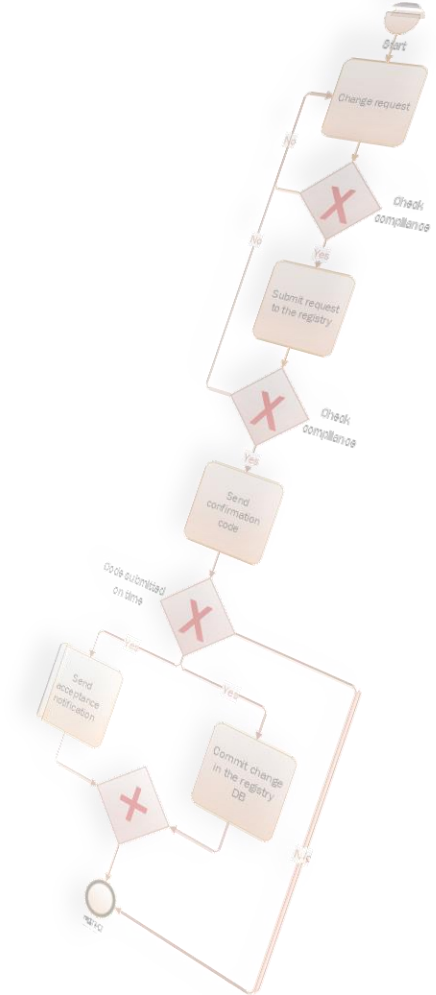 Start
Change request
No
Check
compliance
Yes
No
Submit request
to the registry
Check
compliance
Yes
Send
confirmation
code
Code submitted
on time
Yes
Yes
Send
acceptance
notification
Commit change
in the registry
DB